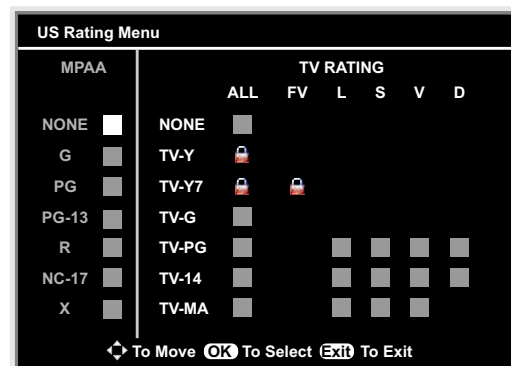 US Rating Menu
MPAA TV RATING
ALL FV L S V D
NONE NONE
G TV-Y
PG TV-Y7
PG-13 TV-G
R TV-PG
NC-17 TV-14
X TV-MA
To Move OK To Select Exit To Exit